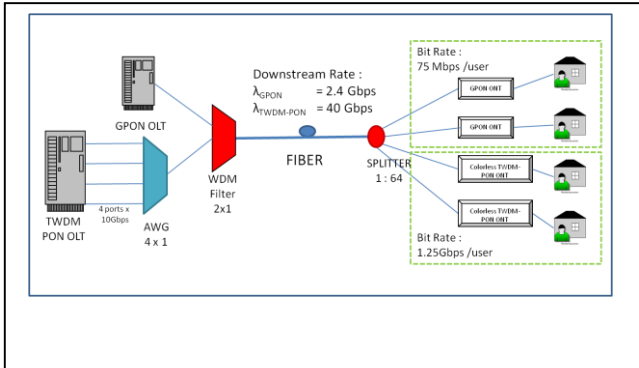 GPON OLT
TWDM
PON OLT
4 ports x
10Gbps
AWG
4 x 1
WDM
Filter
2x1
Downstream Rate :
λGPON = 2.4 Gbps
λTWDM-PON = 40 Gbps
FIBER
SPLITTER
1 : 64
Bit Rate :
75 Mbps /user
GPON ONT
GPON ONT
Colorless TWDM-
PON ONT
Colorless TWDM-
PON ONT
Bit Rate :
1.25Gbps /user